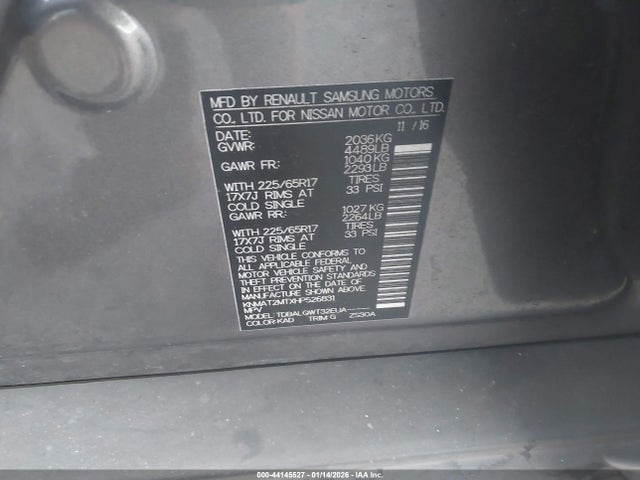 MFD BY RENAULT SAMSUNG MOTORS
CO., LTD. FOR NISSAN MOTOR CO., LTD.
DATE: 11 / 16
GVWR: 2036KG
4489LB
GAWR FR: 1040 KG
2293LB
WITH 225/65R17 TIRES
17X7J RIMS AT 33 PSI
COLD SINGLE
GAWR RR: 1027 KG
2264LB
WITH 225/65R17 TIRES
17X7J RIMS AT 33 PSI
COLD SINGLE
THIS VEHICLE CONFORMS TO
ALL APPLICABLE FEDERAL
MOTOR VEHICLE SAFETY AND
THEFT PREVENTION STANDARDS
IN EFFECT ON THE DATE OF
MANUFACTURE SHOWN ABOVE.
KNMAT2MTXHP526831
MPV
MODEL: TDBALGWT32EUA-----
COLOR: KAD TRIM: G Z530A
000-44145527 - 01/14/2026 - IAA Inc.